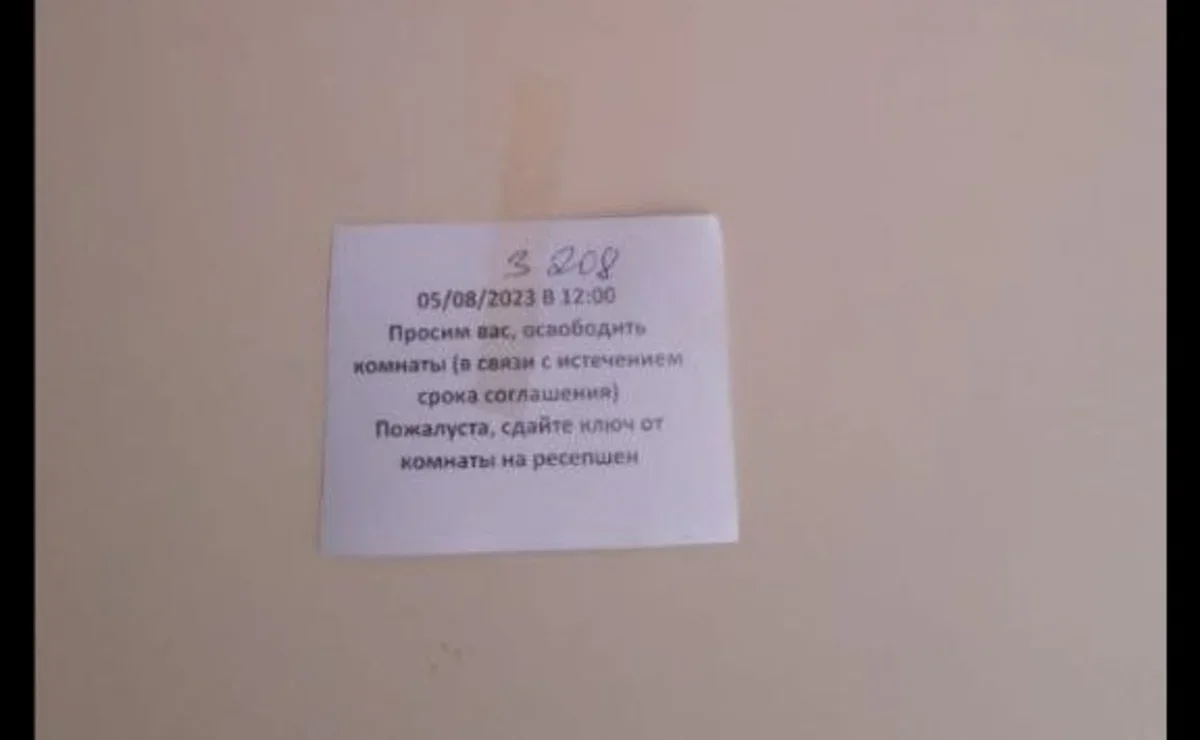 3 208
05/08/2023 В 12:00
Просим вас, освободить
комнаты (в связи с истечением
срока соглашения)
Пожалуста, сдайте ключ от
комнаты на ресепшен